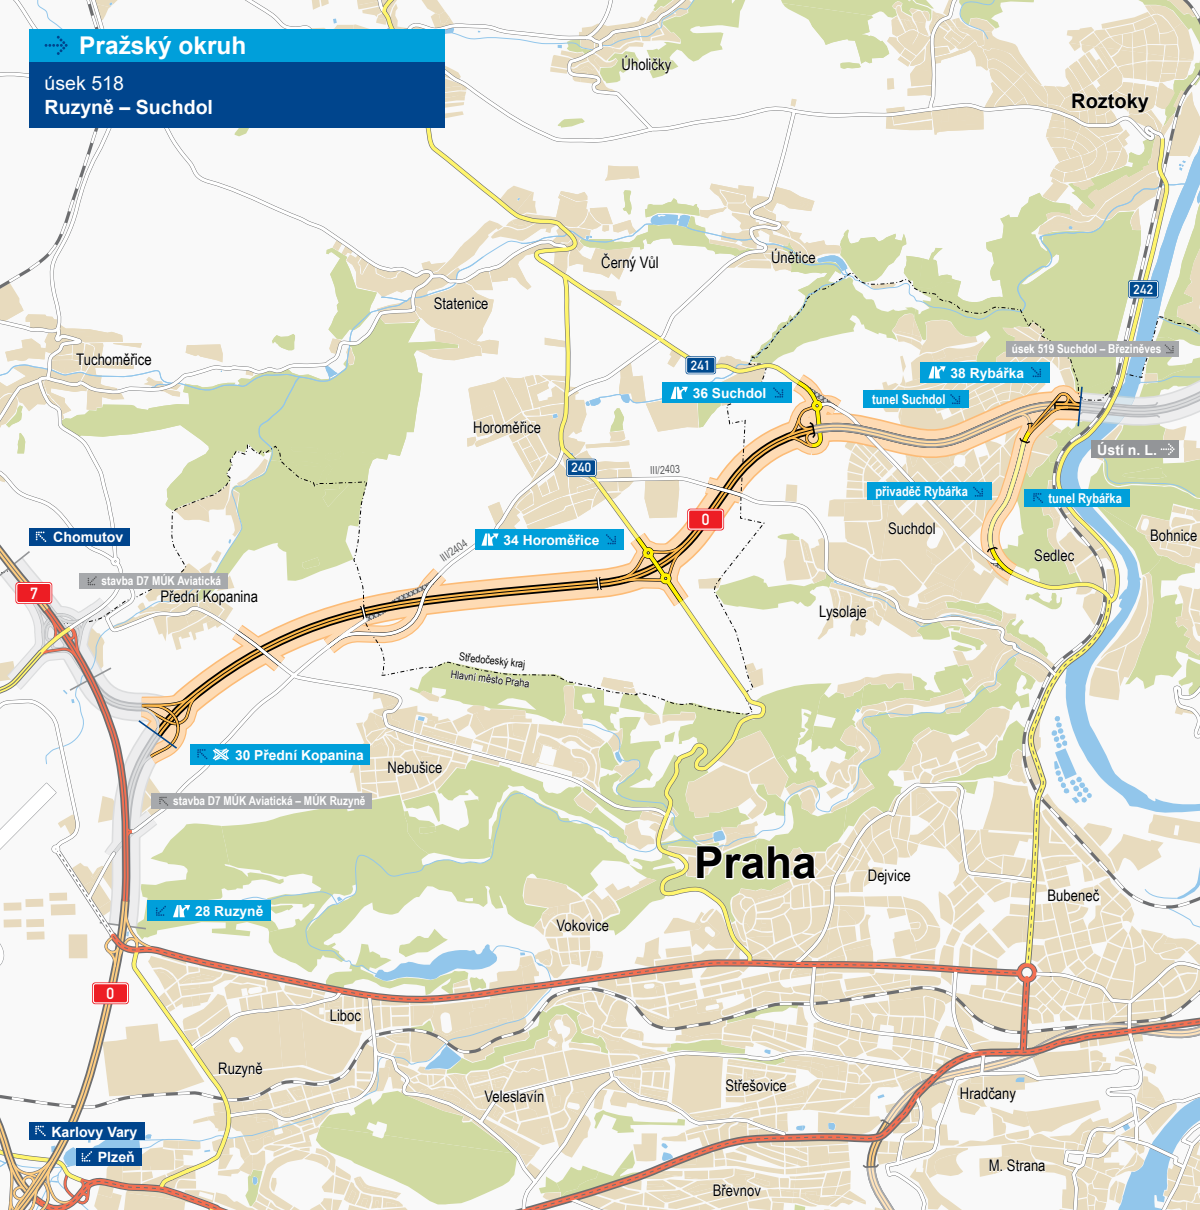 Pražský okruh
úsek 518
Ruzyně – Suchdol
Úholičky
Roztoky
Černý Vůl
Únětice
Statenice
242
Tuchoměřice
úsek 519 Suchdol – Březiněves
241
38 Rybářka
36 Suchdol
tunel Suchdol
Horoměřice
Ústí n. L.
240
III/2403
přivaděč Rybářka
tunel Rybářka
0
Suchdol
Bohnice
Chomutov
34 Horoměřice
III/2404
Sedlec
stavba D7 MÚK Aviatická
7
Přední Kopanina
Lysolaje
Středočeský kraj
Hlavní město Praha
30 Přední Kopanina
Nebušice
stavba D7 MÚK Aviatická – MÚK Ruzyně
Praha
Dejvice
Bubeneč
28 Ruzyně
Vokovice
0
Liboc
Ruzyně
Střešovice
Veleslavín
Hradčany
Karlovy Vary
Plzeň
M. Strana
Břevnov